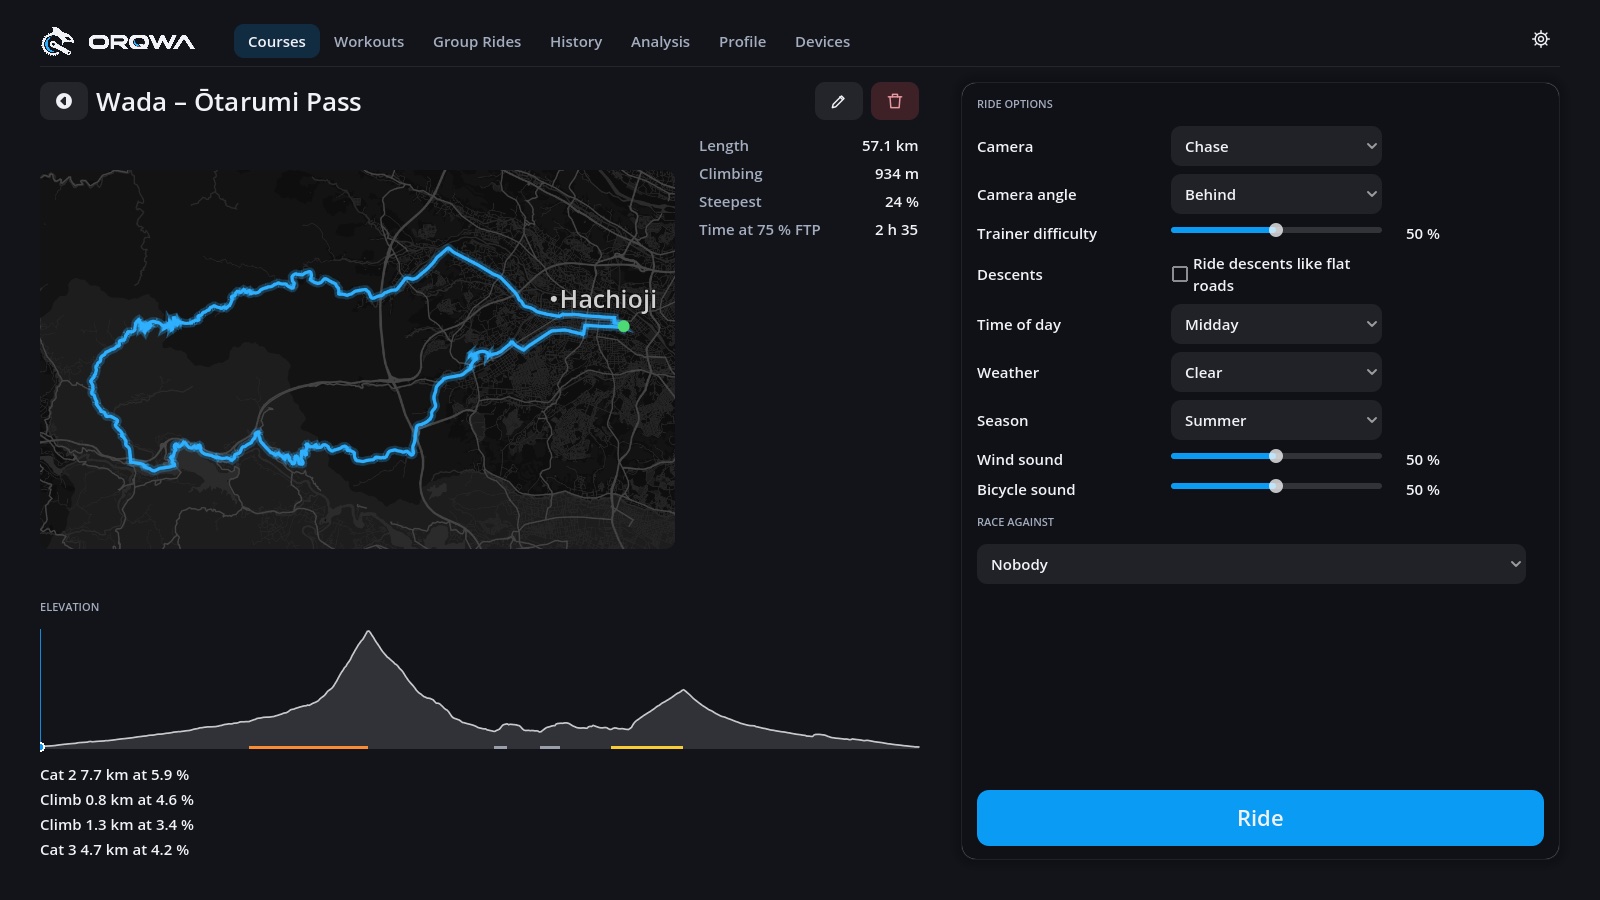 OROWA
Courses
Workouts
Group Rides
History
Analysis
Profile
Devices
Wada – Ōtarumi Pass
Length 57.1 km
Climbing 934 m
Steepest 24 %
Time at 75 % FTP 2 h 35
Hachioji
ELEVATION
Cat 2 7.7 km at 5.9 %
Climb 0.8 km at 4.6 %
Climb 1.3 km at 3.4 %
Cat 3 4.7 km at 4.2 %
RIDE OPTIONS
Camera Chase
Camera angle Behind
Trainer difficulty 50 %
Descents Ride descents like flat
roads
Time of day Midday
Weather Clear
Season Summer
Wind sound 50 %
Bicycle sound 50 %
RACE AGAINST
Nobody
Ride